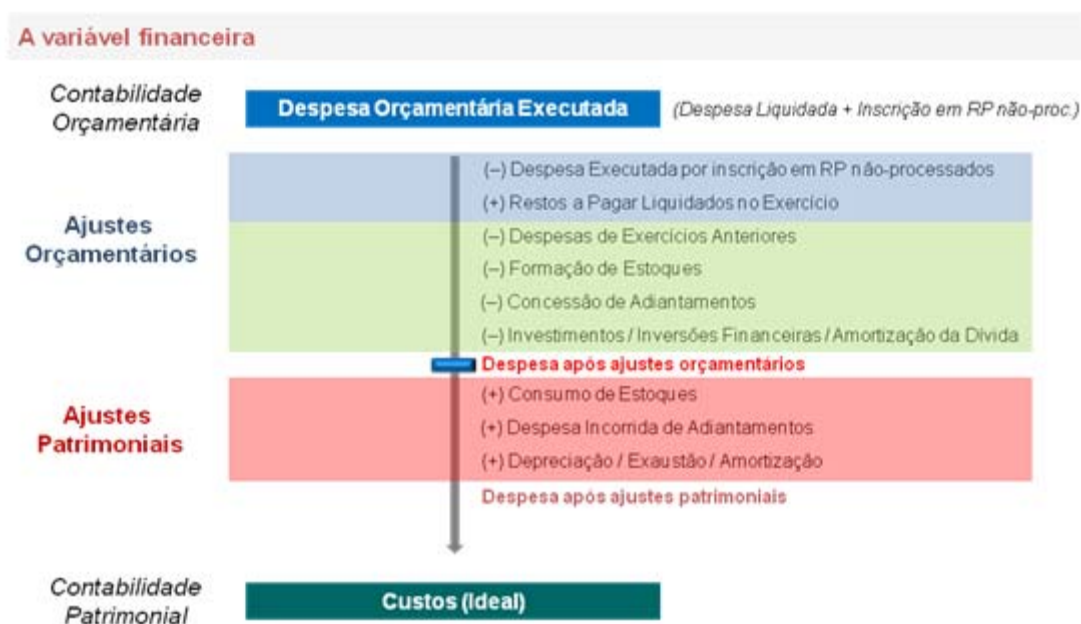 A variável financeira
Contabilidade
Orçamentária
Despesa Orçamentária Executada
(Despesa Liquidada + Inscrição em RP não-proc.)
Ajustes
Orçamentários
(–) Despesa Executada por inscrição em RP não-processados
(+) Restos a Pagar Liquidados no Exercício
(–) Despesas de Exercícios Anteriores
(–) Formação de Estoques
(–) Concessão de Adiantamentos
(–) Investimentos / Inversões Financeiras / Amortização da Dívida
Despesa após ajustes orçamentários
Ajustes
Patrimoniais
(+) Consumo de Estoques
(+) Despesa Incorrida de Adiantamentos
(+) Depreciação / Exaustão / Amortização
Despesa após ajustes patrimoniais
Contabilidade
Patrimonial
Custos (Ideal)